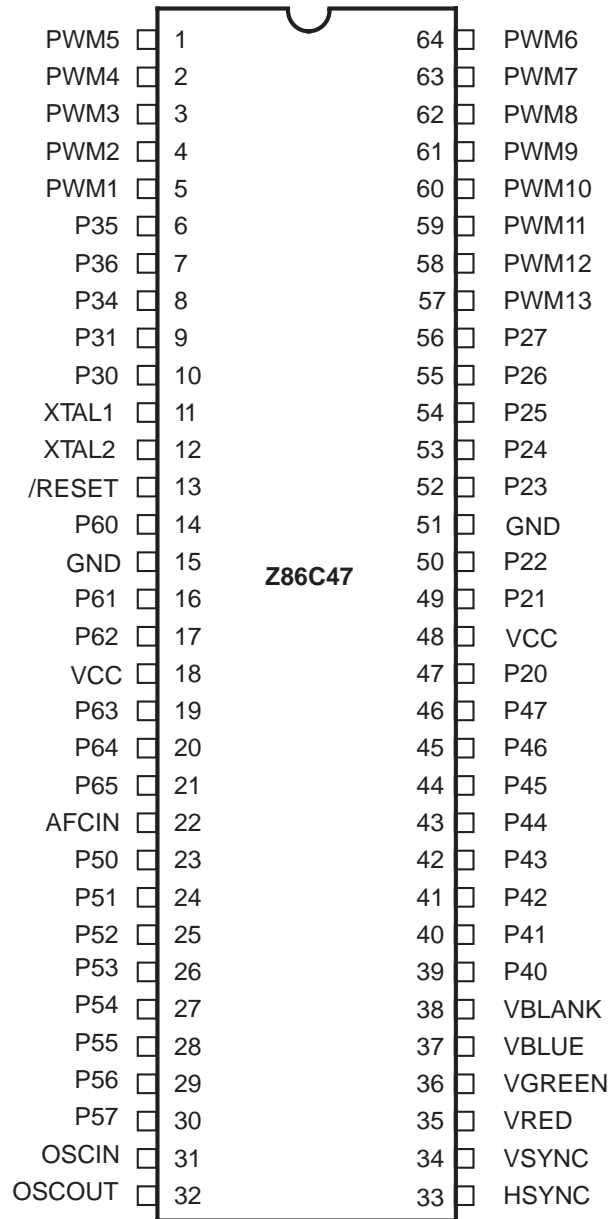 PWM5 1 64 PWM6
PWM4 2 63 PWM7
PWM3 3 62 PWM8
PWM2 4 61 PWM9
PWM1 5 60 PWM10
P35 6 59 PWM11
P36 7 58 PWM12
P34 8 57 PWM13
P31 9 56 P27
P30 10 55 P26
XTAL1 11 54 P25
XTAL2 12 53 P24
/RESET 13 52 P23
P60 14 51 GND
GND 15 Z86C47 50 P22
P61 16 49 P21
P62 17 48 VCC
VCC 18 47 P20
P63 19 46 P47
P64 20 45 P46
P65 21 44 P45
AFCIN 22 43 P44
P50 23 42 P43
P51 24 41 P42
P52 25 40 P41
P53 26 39 P40
P54 27 38 VBLANK
P55 28 37 VBLUE
P56 29 36 VGREEN
P57 30 35 VRED
OSCIN 31 34 VSYNC
OSCOUT 32 33 HSYNC